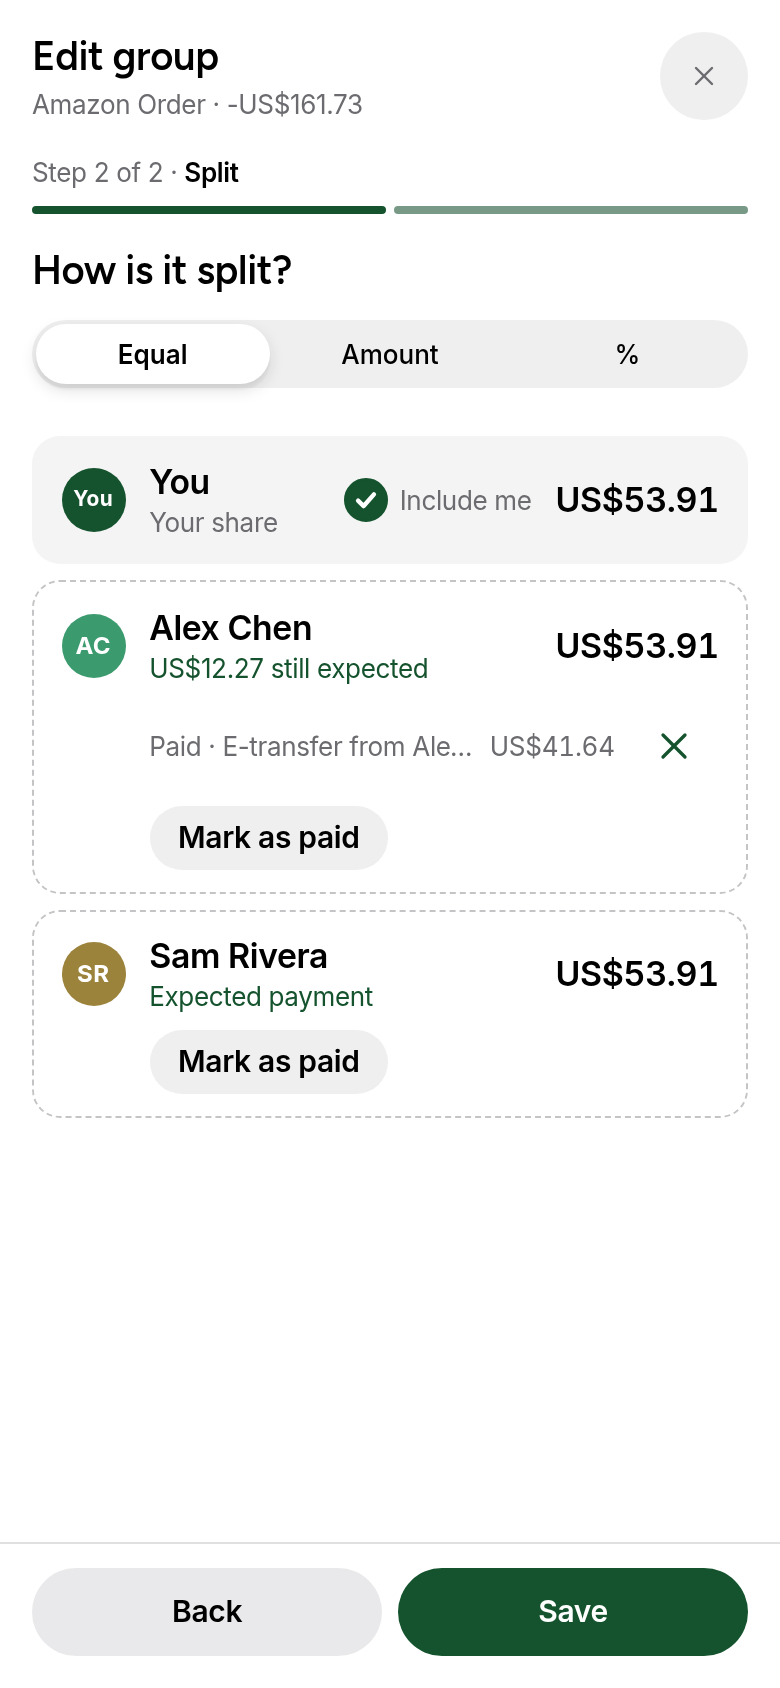 Edit group
Amazon Order · -US$161.73
Step 2 of 2 · Split
How is it split?
Equal Amount %
You You Include me US$53.91
Your share
AC Alex Chen US$53.91
US$12.27 still expected
Paid · E-transfer from Ale... US$41.64
Mark as paid
SR Sam Rivera US$53.91
Expected payment
Mark as paid
Back Save